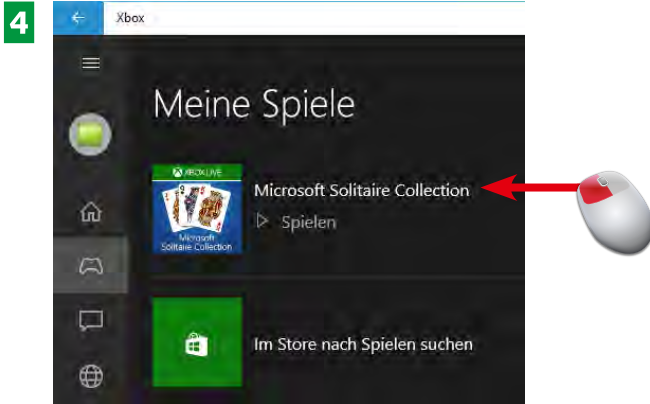 4
Xbox
Meine Spiele
XBOX LIVE
Microsoft
Solitaire Collection
Microsoft Solitaire Collection
Spielen
Im Store nach Spielen suchen